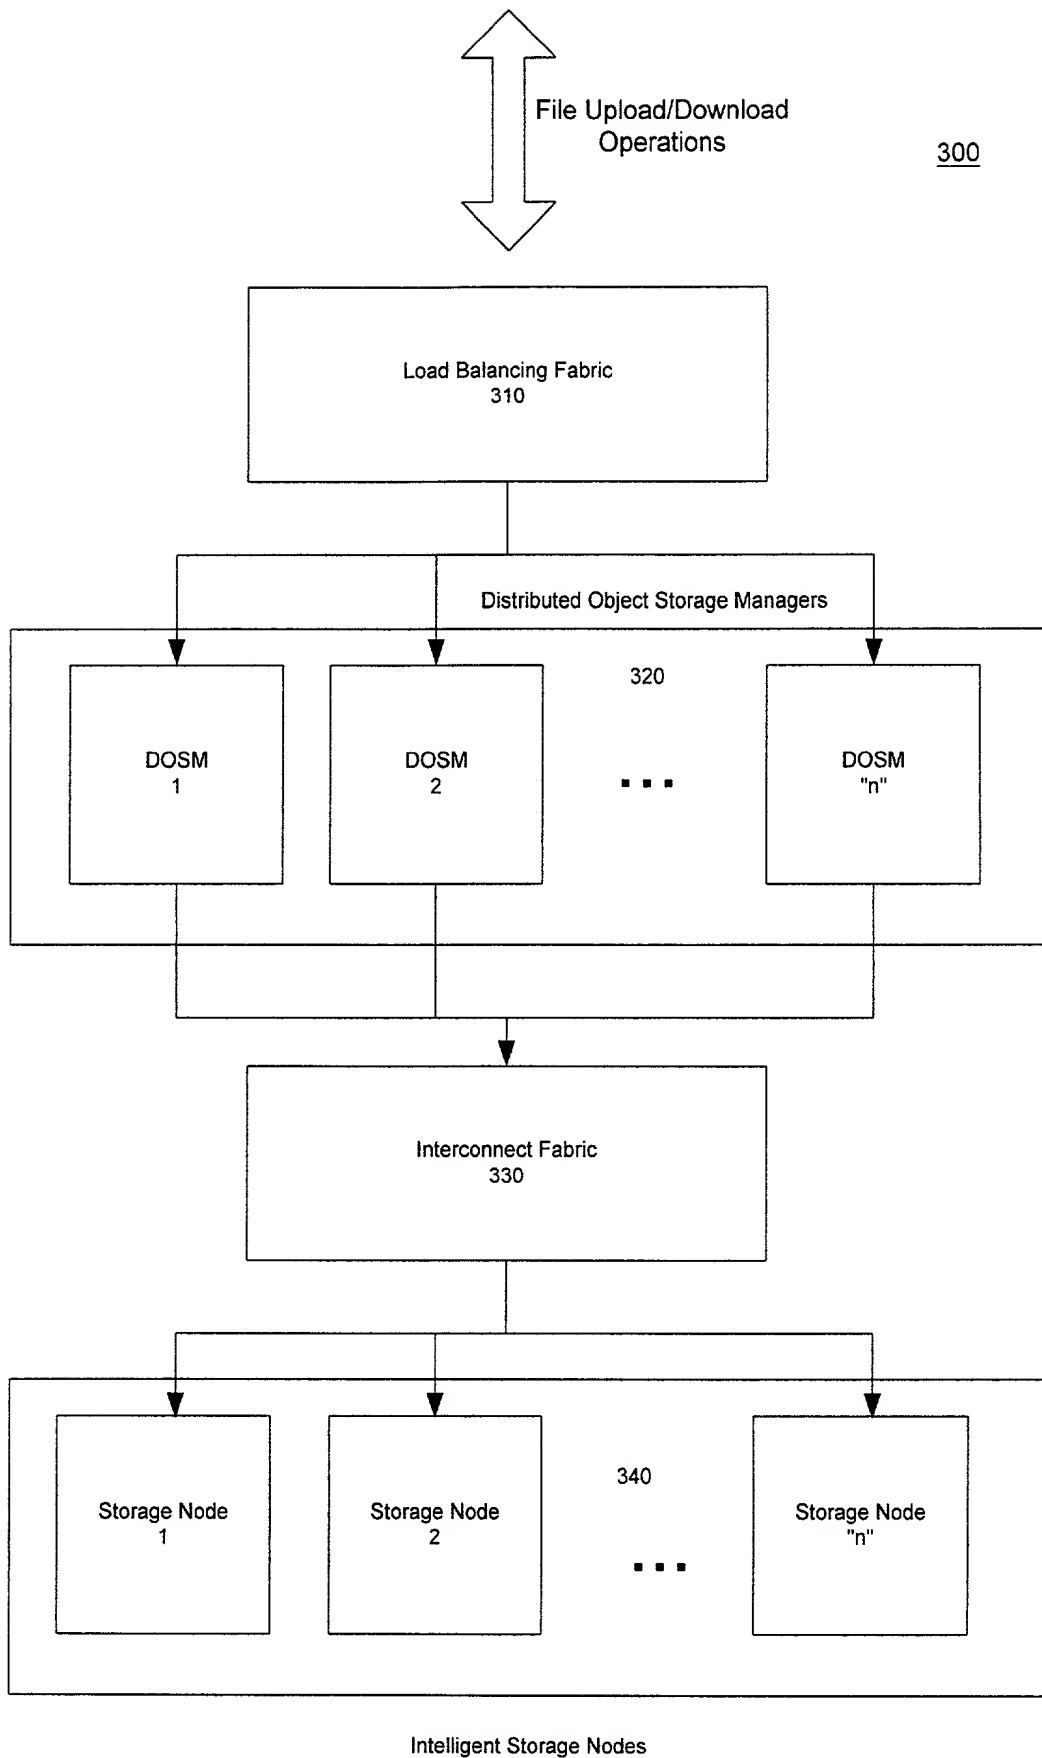 File Upload/Download
Operations
300
Load Balancing Fabric
310
Distributed Object Storage Managers
320
DOSM
1
DOSM
2
DOSM
"n"
Interconnect Fabric
330
340
Storage Node
1
Storage Node
2
Storage Node
"n"
Intelligent Storage Nodes